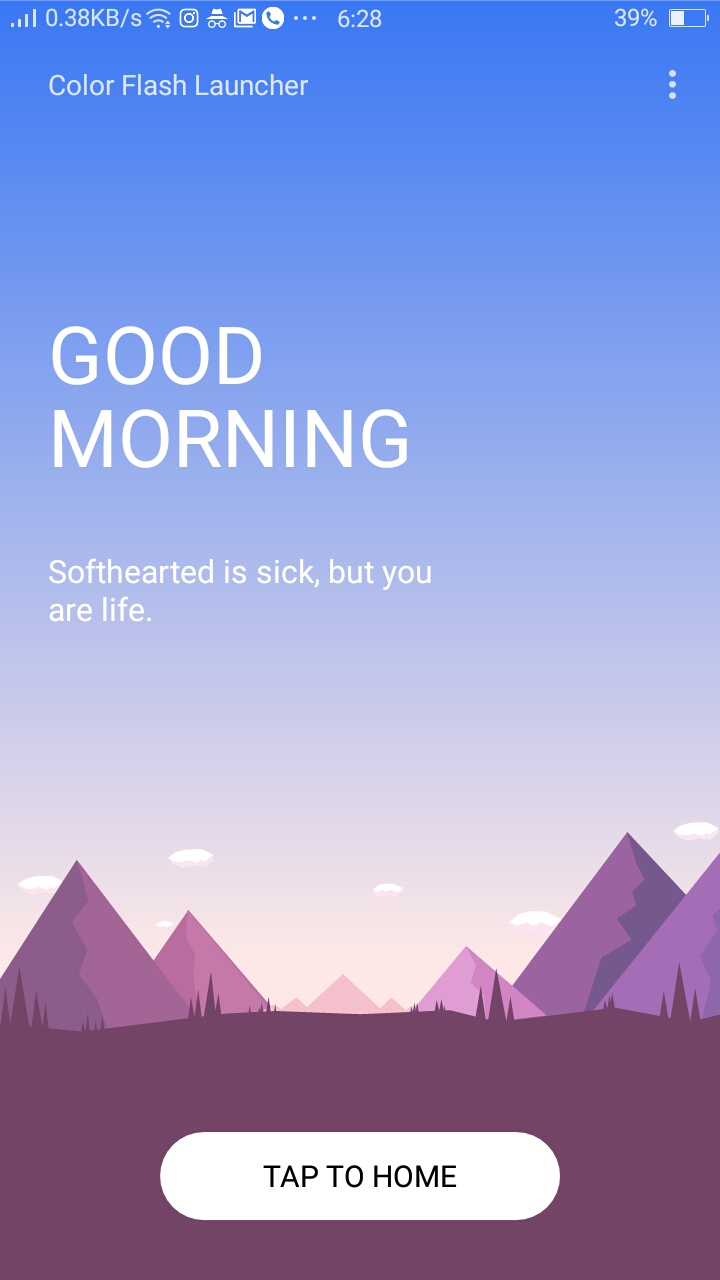 0.38KB/s 6:28 39%
Color Flash Launcher
GOOD
MORNING
Softhearted is sick, but you
are life.
TAP TO HOME